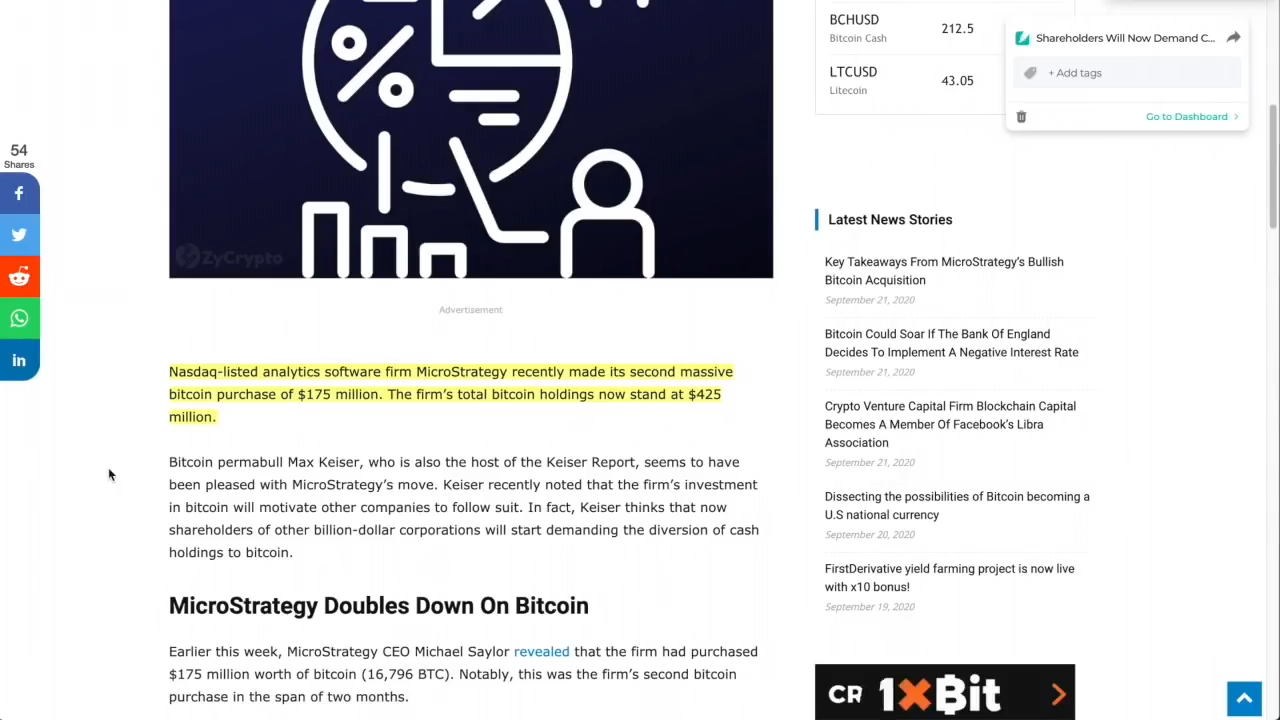 BCHUSD
Bitcoin Cash
212.5
LTCUSD
Litecoin
43.05
Shareholders Will Now Demand C...
+ Add tags
Go to Dashboard
54
Shares
f
in
%
ZyCrypto
Advertisement
Nasdaq-listed analytics software firm MicroStrategy recently made its second massive
bitcoin purchase of $175 million. The firm’s total bitcoin holdings now stand at $425
million.
Bitcoin permabull Max Keiser, who is also the host of the Keiser Report, seems to have
been pleased with MicroStrategy’s move. Keiser recently noted that the firm’s investment
in bitcoin will motivate other companies to follow suit. In fact, Keiser thinks that now
shareholders of other billion-dollar corporations will start demanding the diversion of cash
holdings to bitcoin.
MicroStrategy Doubles Down On Bitcoin
Earlier this week, MicroStrategy CEO Michael Saylor revealed that the firm had purchased
$175 million worth of bitcoin (16,796 BTC). Notably, this was the firm’s second bitcoin
purchase in the span of two months.
Latest News Stories
Key Takeaways From MicroStrategy’s Bullish
Bitcoin Acquisition
September 21, 2020
Bitcoin Could Soar If The Bank Of England
Decides To Implement A Negative Interest Rate
September 21, 2020
Crypto Venture Capital Firm Blockchain Capital
Becomes A Member Of Facebook’s Libra
Association
September 21, 2020
Dissecting the possibilities of Bitcoin becoming a
U.S national currency
September 20, 2020
FirstDerivative yield farming project is now live
with x10 bonus!
September 19, 2020
CR 1XBit